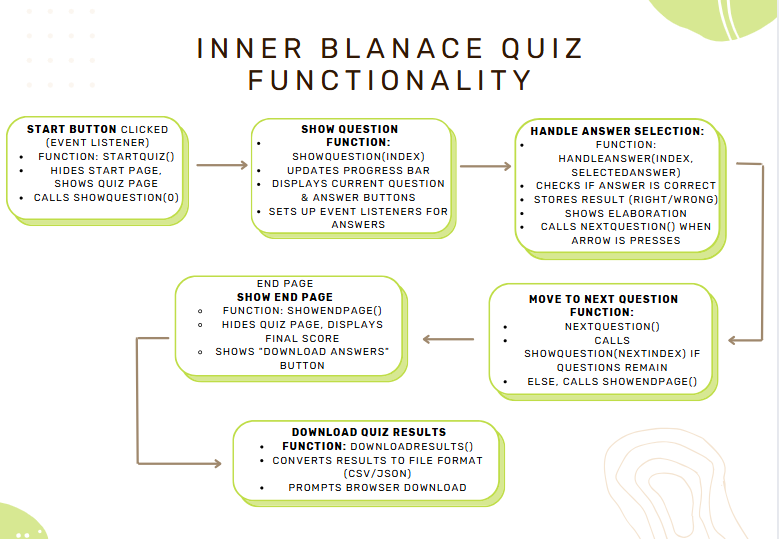 INNER BLANACE QUIZ
FUNCTIONALITY
START BUTTON CLICKED
(EVENT LISTENER)
• FUNCTION: STARTQUIZ()
• HIDES START PAGE,
SHOWS QUIZ PAGE
• CALLS SHOWQUESTION(0)
SHOW QUESTION
FUNCTION:
• SHOWQUESTION(INDEX)
• UPDATES PROGRESS BAR
• DISPLAYS CURRENT QUESTION
& ANSWER BUTTONS
• SETS UP EVENT LISTENERS FOR
ANSWERS
HANDLE ANSWER SELECTION:
• FUNCTION:
HANDLEANSWER(INDEX,
SELECTEDANSWER)
• CHECKS IF ANSWER IS CORRECT
• STORES RESULT (RIGHT/WRONG)
• SHOWS ELABORATION
• CALLS NEXTQUESTION() WHEN
ARROW IS PRESSES
MOVE TO NEXT QUESTION
FUNCTION:
• NEXTQUESTION()
• CALLS
SHOWQUESTION(NEXTINDEX) IF
QUESTIONS REMAIN
• ELSE, CALLS SHOWENDPAGE()
END PAGE
SHOW END PAGE
◦ FUNCTION: SHOWENDPAGE()
◦ HIDES QUIZ PAGE, DISPLAYS
FINAL SCORE
◦ SHOWS "DOWNLOAD ANSWERS"
BUTTON
DOWNLOAD QUIZ RESULTS
• FUNCTION: DOWNLOADRESULTS()
• CONVERTS RESULTS TO FILE FORMAT
(CSV/JSON)
• PROMPTS BROWSER DOWNLOAD